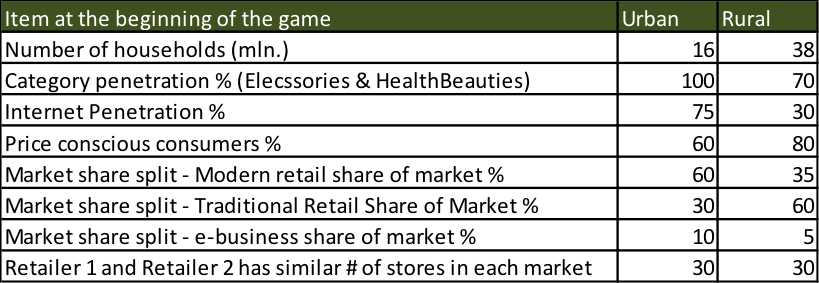 Item at the beginning of the game Urban Rural
Number of households (mln.) 16 38
Category penetration % (Elecssories & HealthBeauties) 100 70
Internet Penetration % 75 30
Price conscious consumers % 60 80
Market share split - Modern retail share of market % 60 35
Market share split - Traditional Retail Share of Market % 30 60
Market share split - e-business share of market % 10 5
Retailer 1 and Retailer 2 has similar # of stores in each market 30 30